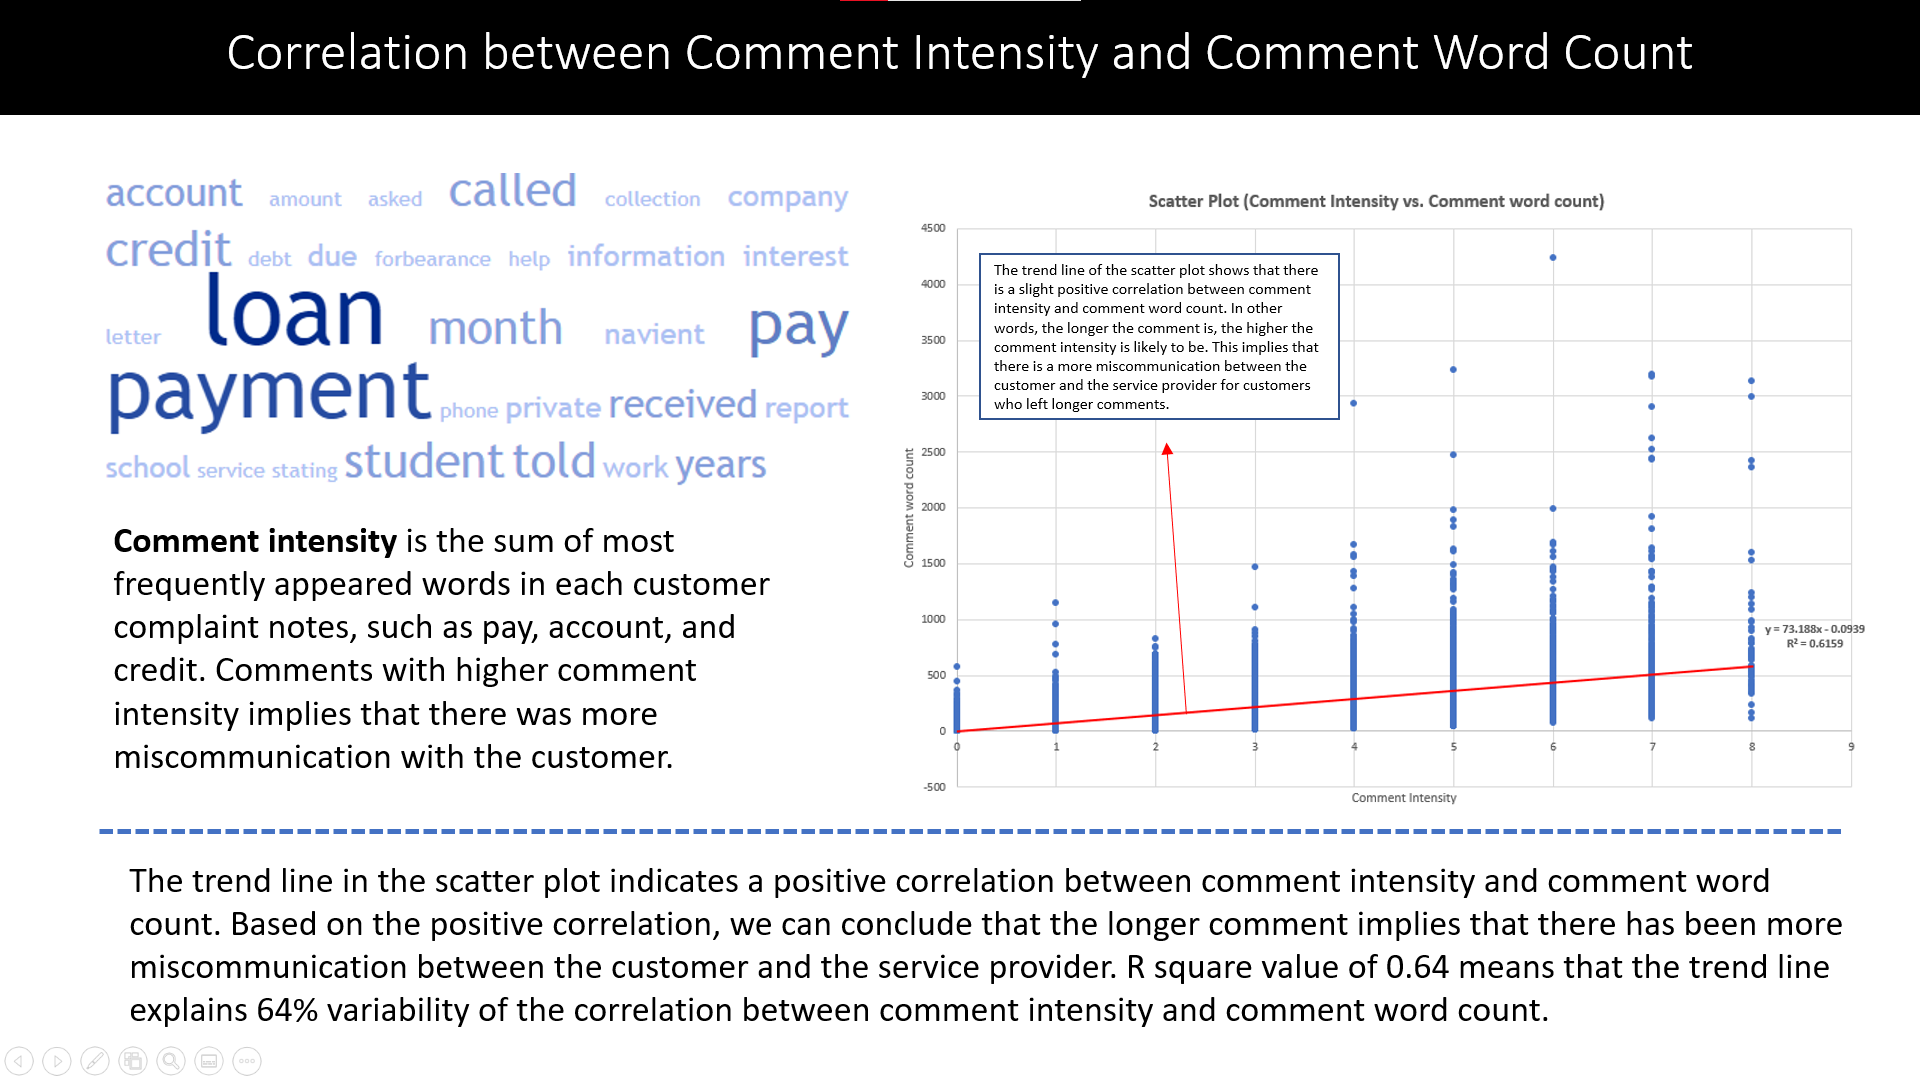 Correlation between Comment Intensity and Comment Word Count
account amount asked called collection company
credit debt due forbearance help information interest
letter loan month navient pay
payment phone private received report
school service stating student told work years
Comment intensity is the sum of most
frequently appeared words in each customer
complaint notes, such as pay, account, and
credit. Comments with higher comment
intensity implies that there was more
miscommunication with the customer.
Scatter Plot (Comment Intensity vs. Comment word count)
4500
4000
3500
3000
2500
2000
1500
1000
500
0
-500
Comment word count
The trend line of the scatter plot shows that there
is a slight positive correlation between comment
intensity and comment word count. In other
words, the longer the comment is, the higher the
comment intensity is likely to be. This implies that
there is a more miscommunication between the
customer and the service provider for customers
who left longer comments.
y = 73.188x - 0.0939
R² = 0.6159
0 1 2 3 4 5 6 7 8 9
Comment Intensity
The trend line in the scatter plot indicates a positive correlation between comment intensity and comment word
count. Based on the positive correlation, we can conclude that the longer comment implies that there has been more
miscommunication between the customer and the service provider. R square value of 0.64 means that the trend line
explains 64% variability of the correlation between comment intensity and comment word count.